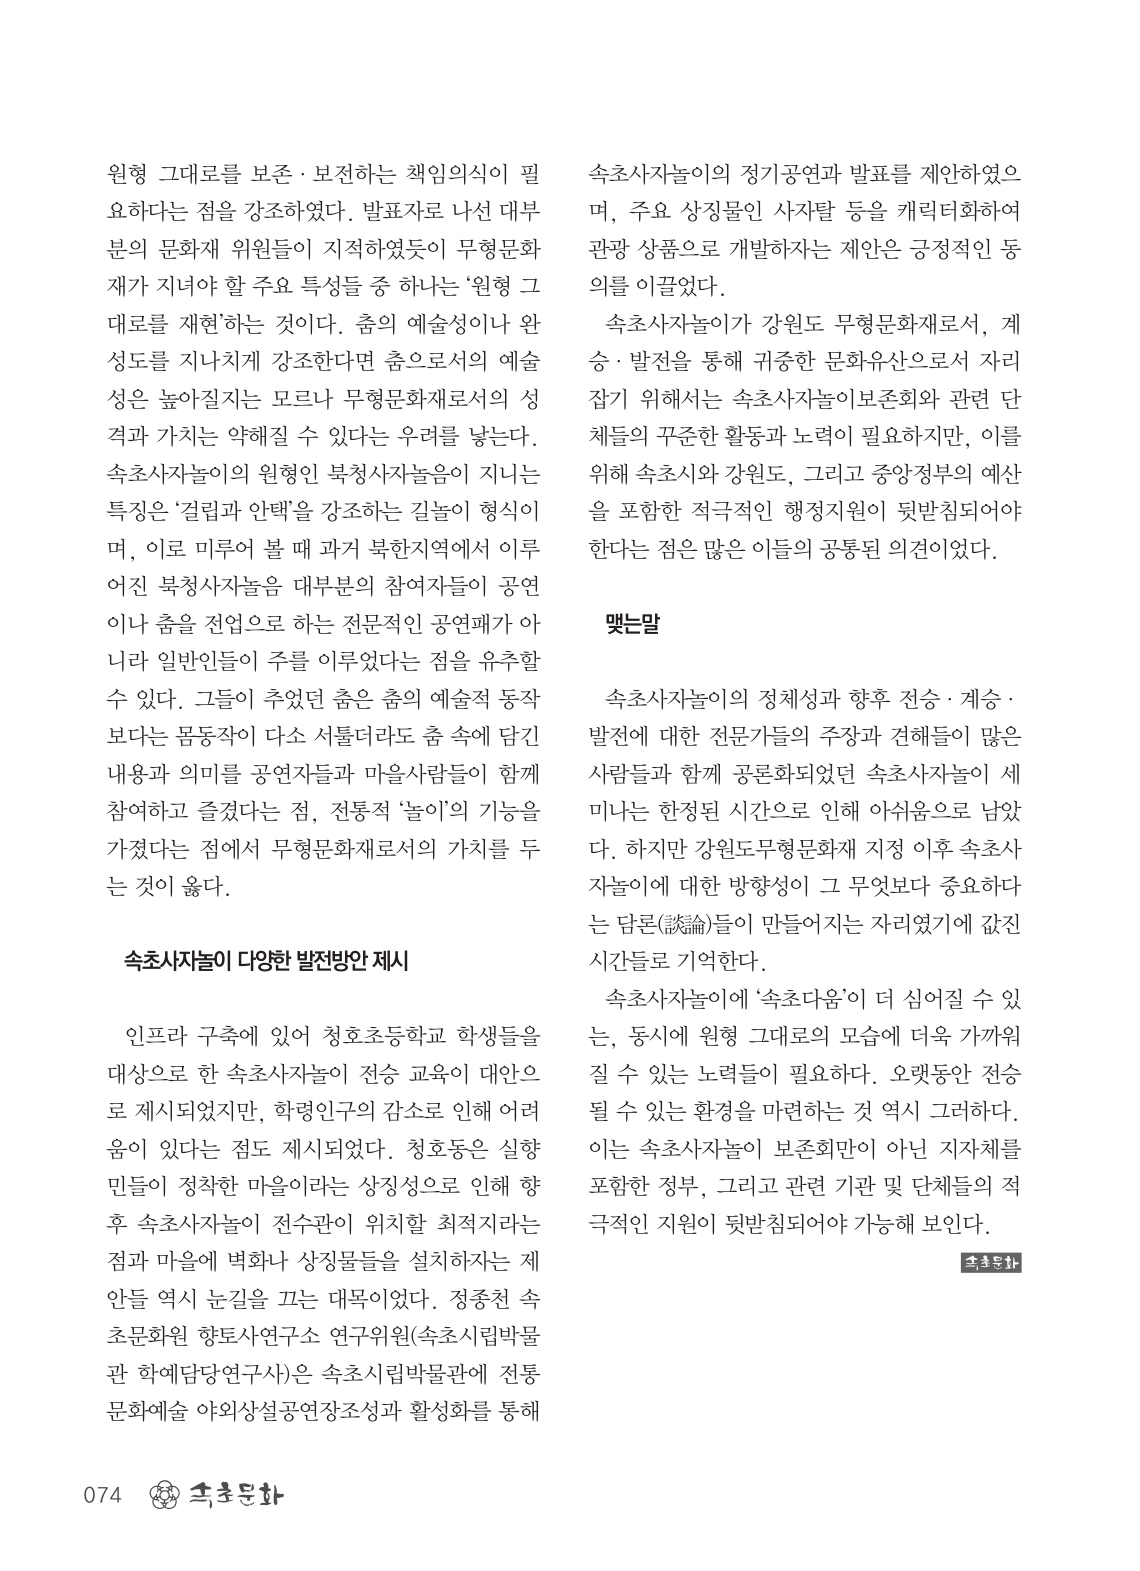 원형 그대로를 보존 · 보전하는 책임의식이 필
요하다는 점을 강조하였다. 발표자로 나선 대부
분의 문화재 위원들이 지적하였듯이 무형문화
재가 지녀야 할 주요 특성들 중 하나는 ‘원형 그
대로를 재현’하는 것이다. 춤의 예술성이나 완
성도를 지나치게 강조한다면 춤으로서의 예술
성은 높아질지는 모르나 무형문화재로서의 성
격과 가치는 약해질 수 있다는 우려를 낳는다.
속초사자놀이의 원형인 북청사자놀음이 지니는
특징은 ‘걸립과 안택’을 강조하는 길놀이 형식이
며, 이로 미루어 볼 때 과거 북한지역에서 이루
어진 북청사자놀음 대부분의 참여자들이 공연
이나 춤을 전업으로 하는 전문적인 공연패가 아
니라 일반인들이 주를 이루었다는 점을 유추할
수 있다. 그들이 추었던 춤은 춤의 예술적 동작
보다는 몸동작이 다소 서툴더라도 춤 속에 담긴
내용과 의미를 공연자들과 마을사람들이 함께
참여하고 즐겼다는 점, 전통적 ‘놀이’의 기능을
가졌다는 점에서 무형문화재로서의 가치를 두
는 것이 옳다.
속초사자놀이 다양한 발전방안 제시
인프라 구축에 있어 청호초등학교 학생들을
대상으로 한 속초사자놀이 전승 교육이 대안으
로 제시되었지만, 학령인구의 감소로 인해 어려
움이 있다는 점도 제시되었다. 청호동은 실향
민들이 정착한 마을이라는 상징성으로 인해 향
후 속초사자놀이 전수관이 위치할 최적지라는
점과 마을에 벽화나 상징물들을 설치하자는 제
안들 역시 눈길을 끄는 대목이었다. 정종천 속
초문화원 향토사연구소 연구위원(속초시립박물
관 학예담당연구사)은 속초시립박물관에 전통
문화예술 야외상설공연장조성과 활성화를 통해
속초사자놀이의 정기공연과 발표를 제안하였으
며, 주요 상징물인 사자탈 등을 캐릭터화하여
관광 상품으로 개발하자는 제안은 긍정적인 동
의를 이끌었다.
속초사자놀이가 강원도 무형문화재로서, 계
승 · 발전을 통해 귀중한 문화유산으로서 자리
잡기 위해서는 속초사자놀이보존회와 관련 단
체들의 꾸준한 활동과 노력이 필요하지만, 이를
위해 속초시와 강원도, 그리고 중앙정부의 예산
을 포함한 적극적인 행정지원이 뒷받침되어야
한다는 점은 많은 이들의 공통된 의견이었다.
맺는말
속초사자놀이의 정체성과 향후 전승 · 계승 ·
발전에 대한 전문가들의 주장과 견해들이 많은
사람들과 함께 공론화되었던 속초사자놀이 세
미나는 한정된 시간으로 인해 아쉬움으로 남았
다. 하지만 강원도무형문화재 지정 이후 속초사
자놀이에 대한 방향성이 그 무엇보다 중요하다
는 담론(談論)들이 만들어지는 자리였기에 값진
시간들로 기억한다.
속초사자놀이에 ‘속초다움’이 더 심어질 수 있
는, 동시에 원형 그대로의 모습에 더욱 가까워
질 수 있는 노력들이 필요하다. 오랫동안 전승
될 수 있는 환경을 마련하는 것 역시 그러하다.
이는 속초사자놀이 보존회만이 아닌 지자체를
포함한 정부, 그리고 관련 기관 및 단체들의 적
극적인 지원이 뒷받침되어야 가능해 보인다.
속초문화
074 속초문화